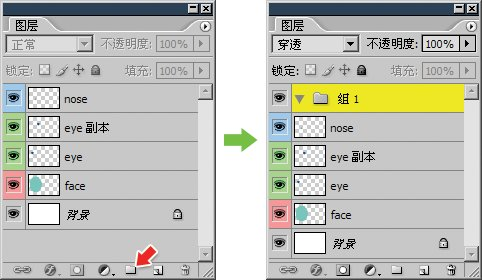 图层
正常 不透明度: 100%
锁定: 填充: 100%
nose
eye 副本
eye
face
背景
图层
穿透 不透明度: 100%
锁定: 填充: 100%
组 1
nose
eye 副本
eye
face
背景